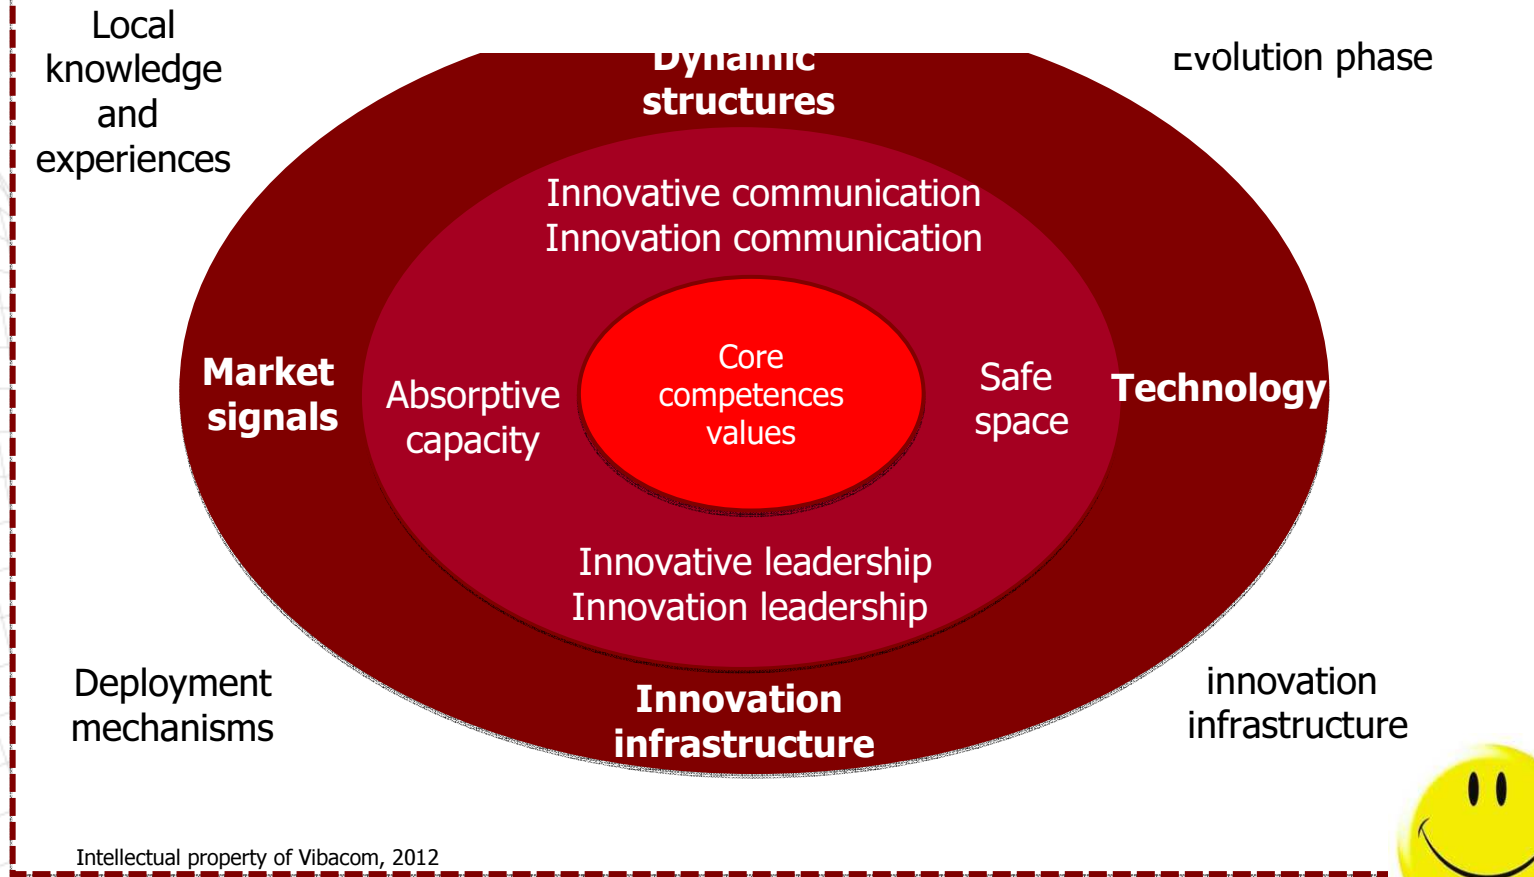 Local
knowledge
and
experiences
Evolution phase
Dynamic
structures
Innovative communication
Innovation communication
Market
signals
Absorptive
capacity
Core
competences
values
Safe
space
Technology
Innovative leadership
Innovation leadership
Deployment
mechanisms
Innovation
infrastructure
innovation
infrastructure
Intellectual property of Vibacom, 2012